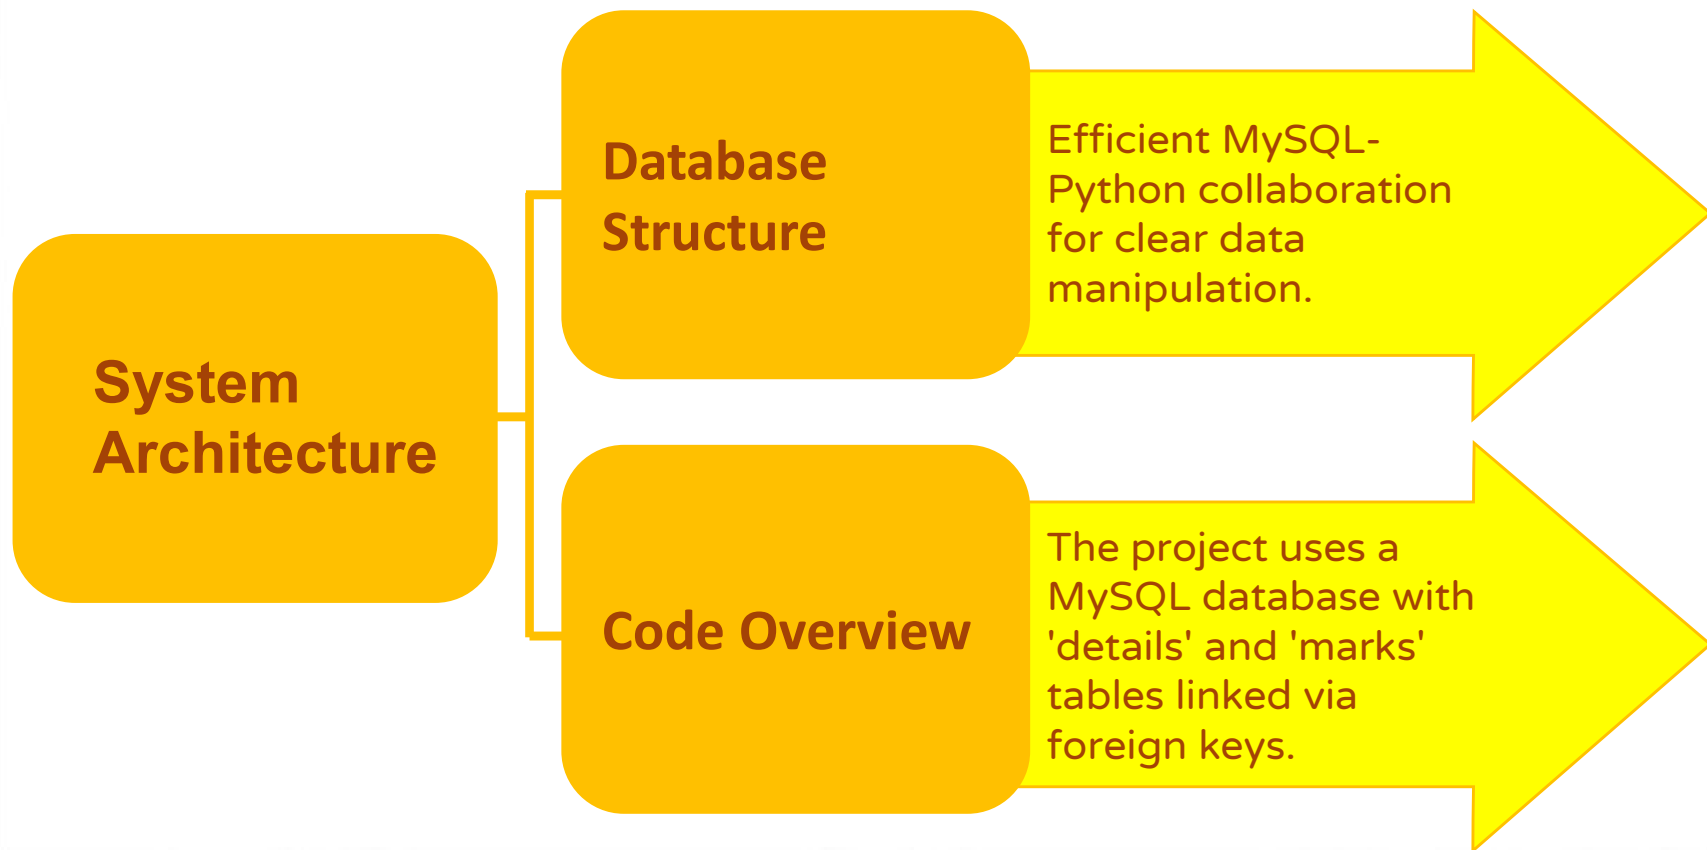 System
Architecture
Database
Structure
Efficient MySQL-
Python collaboration
for clear data
manipulation.
Code Overview
The project uses a
MySQL database with
'details' and 'marks'
tables linked via
foreign keys.